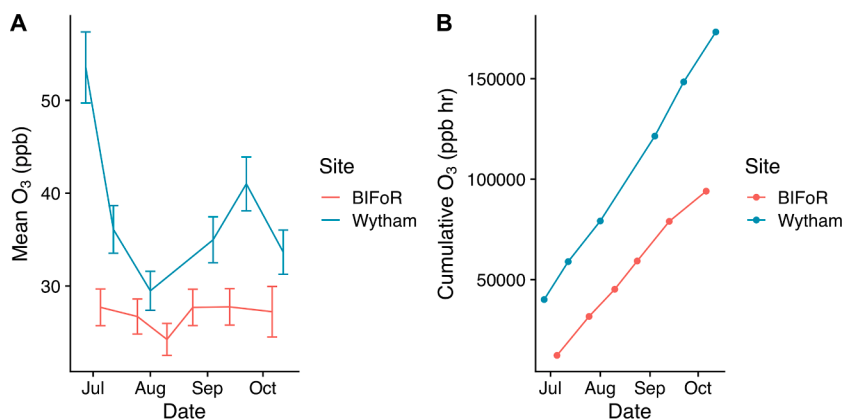 A
Mean O₃ (ppb)
50
40
30
Jul Aug Sep Oct
Date
Site
BIFoR
Wytham
B
Cumulative O₃ (ppb hr)
150000
100000
50000
Jul Aug Sep Oct
Date
Site
BIFoR
Wytham